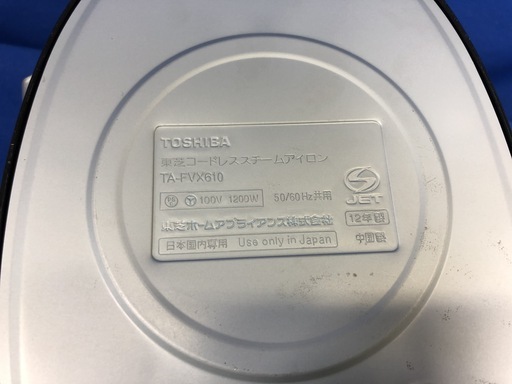 TOSHIBA
東芝コードレススチームアイロン
TA-FVX610
100V 1200W 50/60Hz共用
JET
東芝ホームアプライアンス株式会社
12年製
日本国内専用 Use only in Japan
中国製